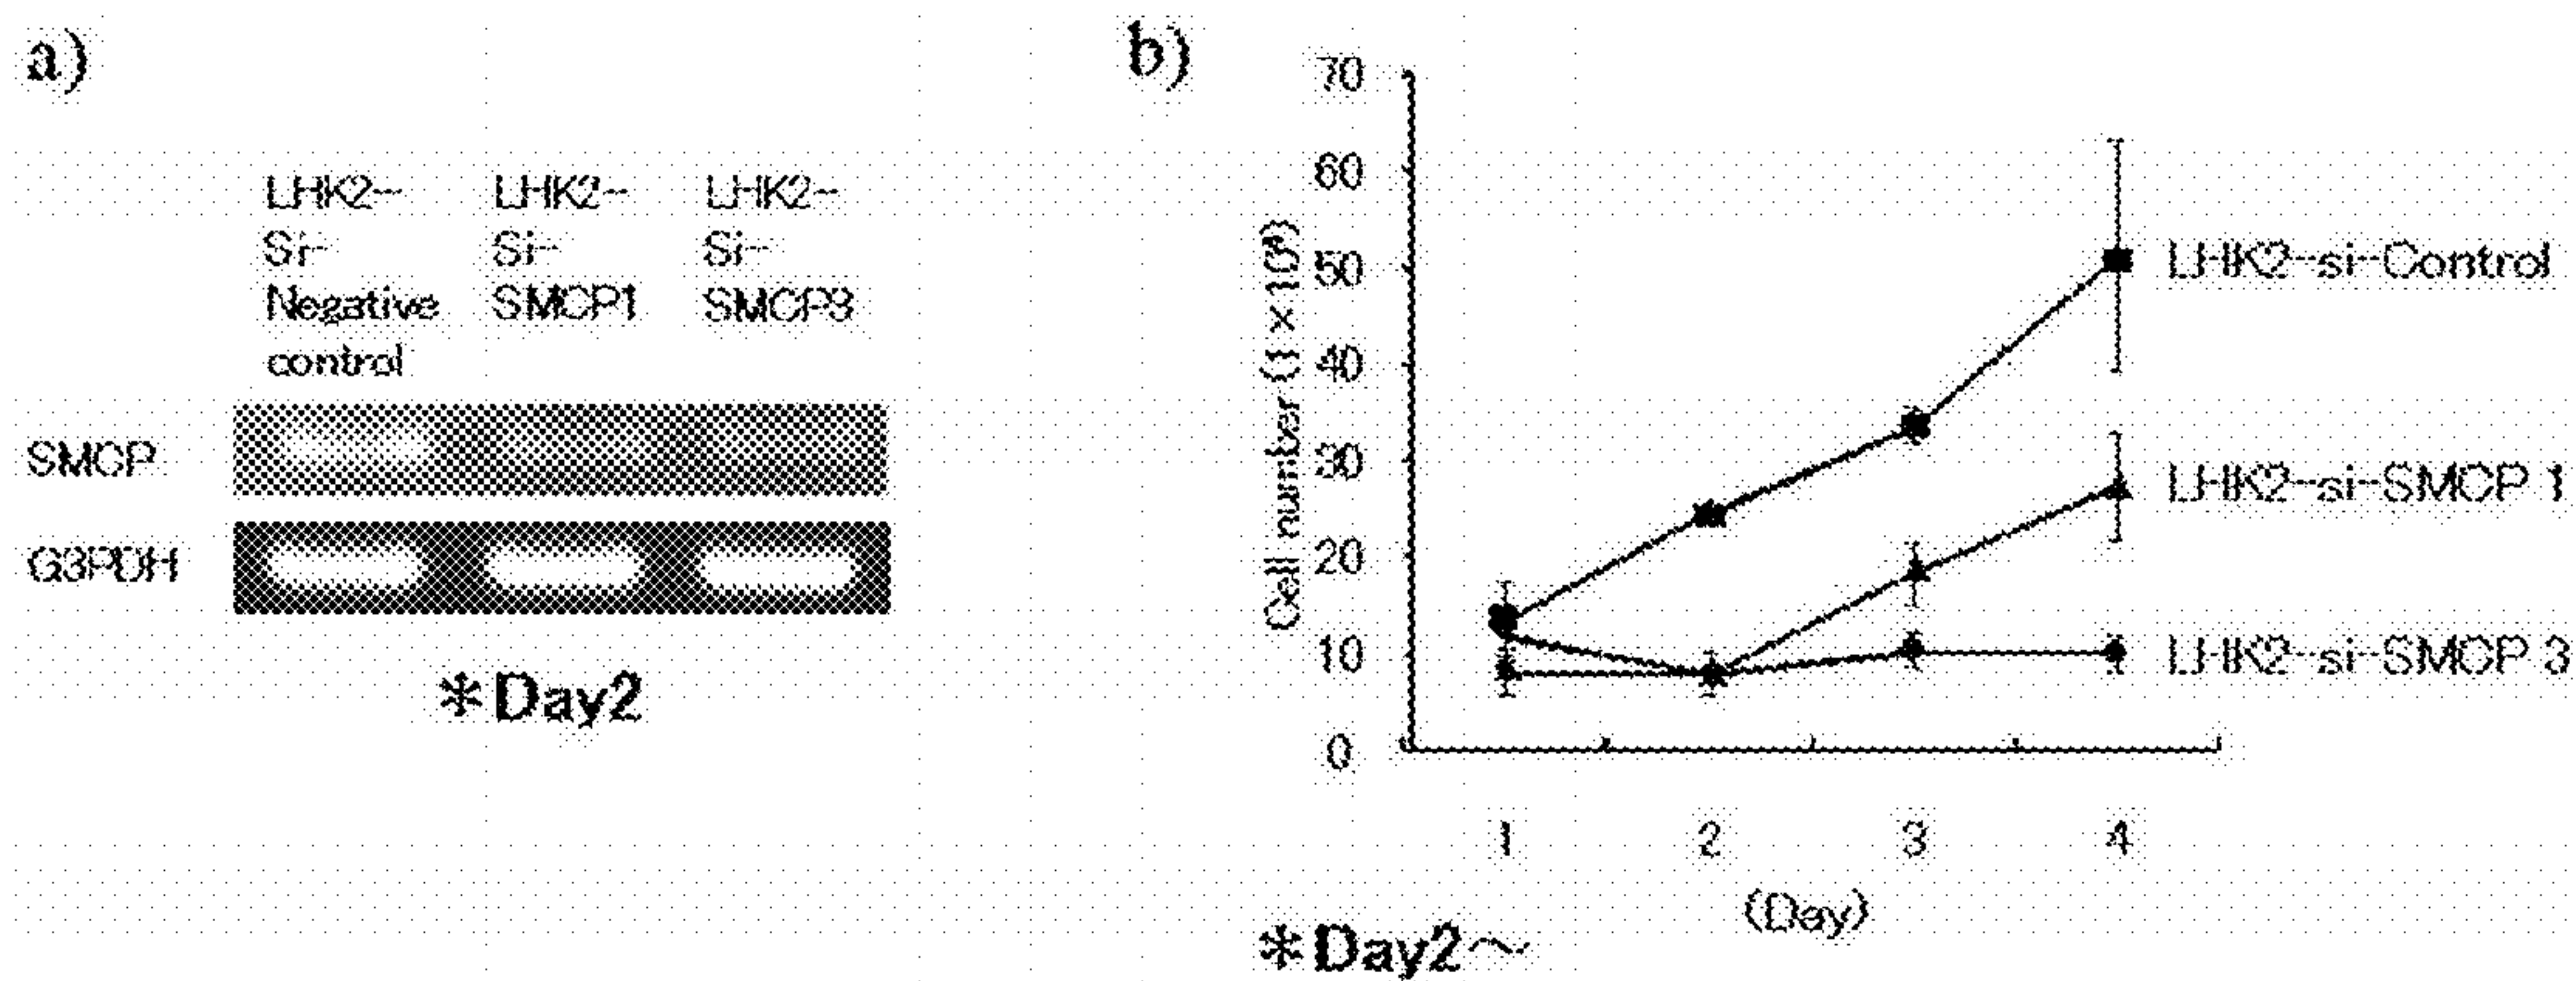 a)
LHK2-
Si-
Negative
control
LHK2-
Si-
SMCP1
LHK2-
Si-
SMCP3
SMCP
G3PDH
*Day2
b)
Cell number (1×10⁴)
70
60
50
40
30
20
10
0
LHK2-si-Control
LHK2-si-SMCP 1
LHK2-si-SMCP 3
1 2 3 4
(Day)
*Day2~